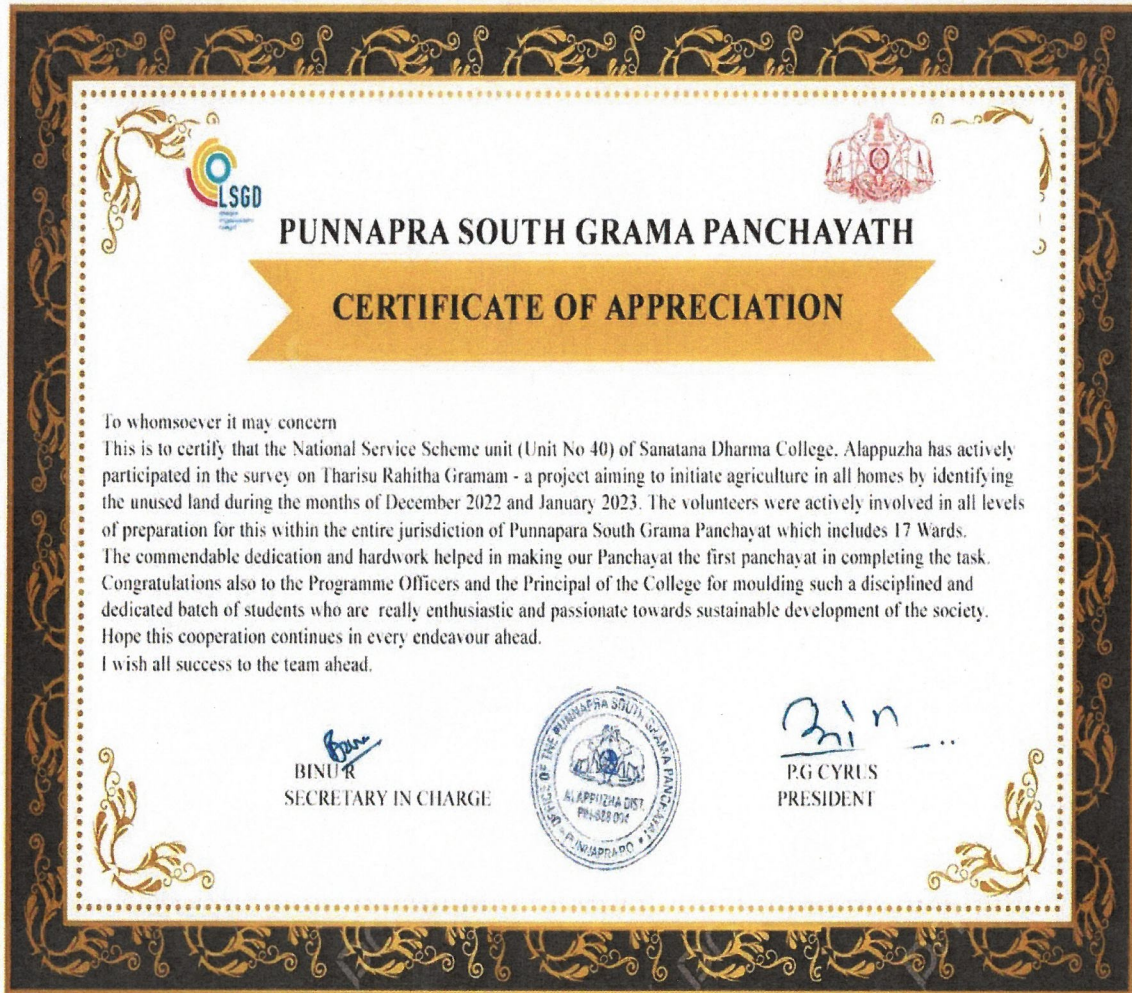 LSGD
PUNNAPRA SOUTH GRAMA PANCHAYATH
CERTIFICATE OF APPRECIATION
To whomsoever it may concern
This is to certify that the National Service Scheme unit (Unit No 40) of Sanatana Dharma College, Alappuzha has actively
participated in the survey on Tharisu Rahitha Gramam - a project aiming to initiate agriculture in all homes by identifying
the unused land during the months of December 2022 and January 2023. The volunteers were actively involved in all levels
of preparation for this within the entire jurisdiction of Punnapara South Grama Panchayat which includes 17 Wards.
The commendable dedication and hardwork helped in making our Panchayat the first panchayat in completing the task.
Congratulations also to the Programme Officers and the Principal of the College for moulding such a disciplined and
dedicated batch of students who are really enthusiastic and passionate towards sustainable development of the society.
Hope this cooperation continues in every endeavour ahead.
I wish all success to the team ahead.
BINU R
SECRETARY IN CHARGE
OFFICE OF THE PUNNAPRA SOUTH GRAMA PANCHAYAT
ALAPPUZHA DIST.
PUNNAPRA PO
P.G CYRUS
PRESIDENT